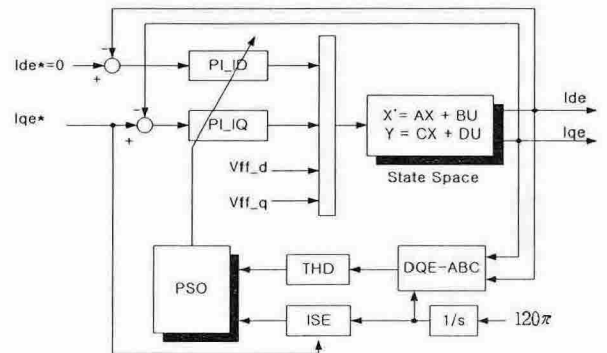 Ide*=0
PI_ID
Iqe*
PI_IQ
X' = AX + BU
Y = CX + DU
State Space
Ide
Iqe
Vff_d
Vff_q
PSO
THD
DQE-ABC
ISE
1/s
120π
- + - +